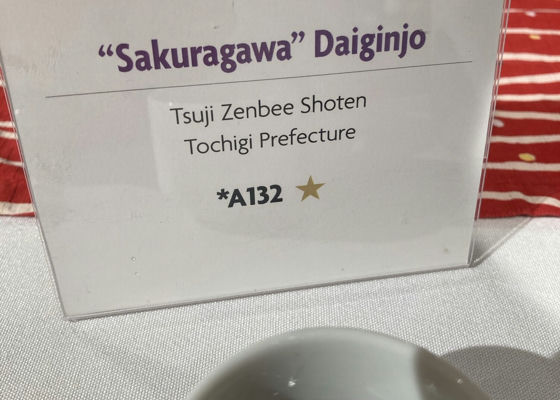 “Sakuragawa” Daiginjo
Tsuji Zenbee Shoten
Tochigi Prefecture
*A132 ★